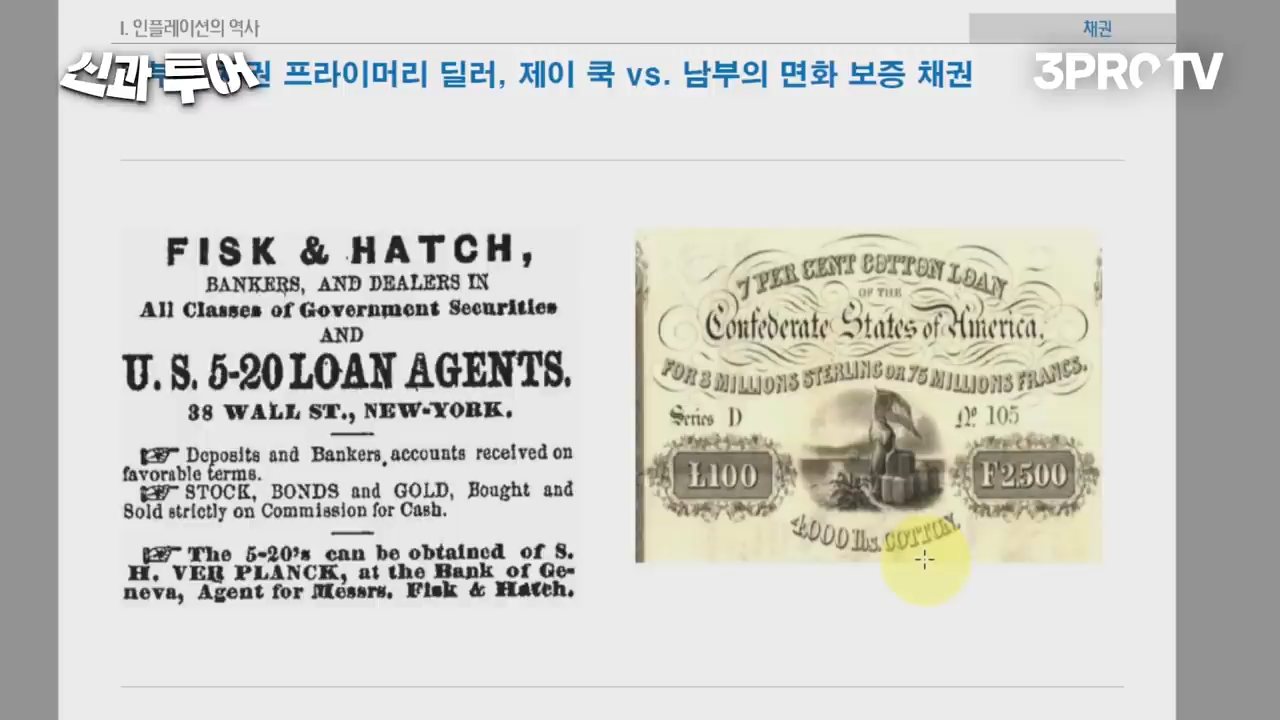 I. 인플레이션의 역사
채권
신과투어
프라이머리 딜러, 제이 쿡 vs. 남부의 면화 보증 채권
3PROTV
FISK & HATCH,
BANKERS, AND DEALERS IN
All Classes of Government Securities
AND
U. S. 5-20 LOAN AGENTS.
38 WALL ST., NEW-YORK.
Deposits and Bankers, accounts received on
favorable terms.
STOCK, BONDS and GOLD, Bought and
Sold strictly on Commission for Cash.
The 5-20's can be obtained of S.
H. VER PLANCK, at the Bank of Ge-
neva, Agent for Messrs. Fisk & Hatch.
7 PER CENT COTTON LOAN
OF THE
Confederate States of America.
FOR 3 MILLIONS STERLING OR 75 MILLIONS FRANCS.
Series D
No. 105
£100
F2500
4000 lbs. COTTON.